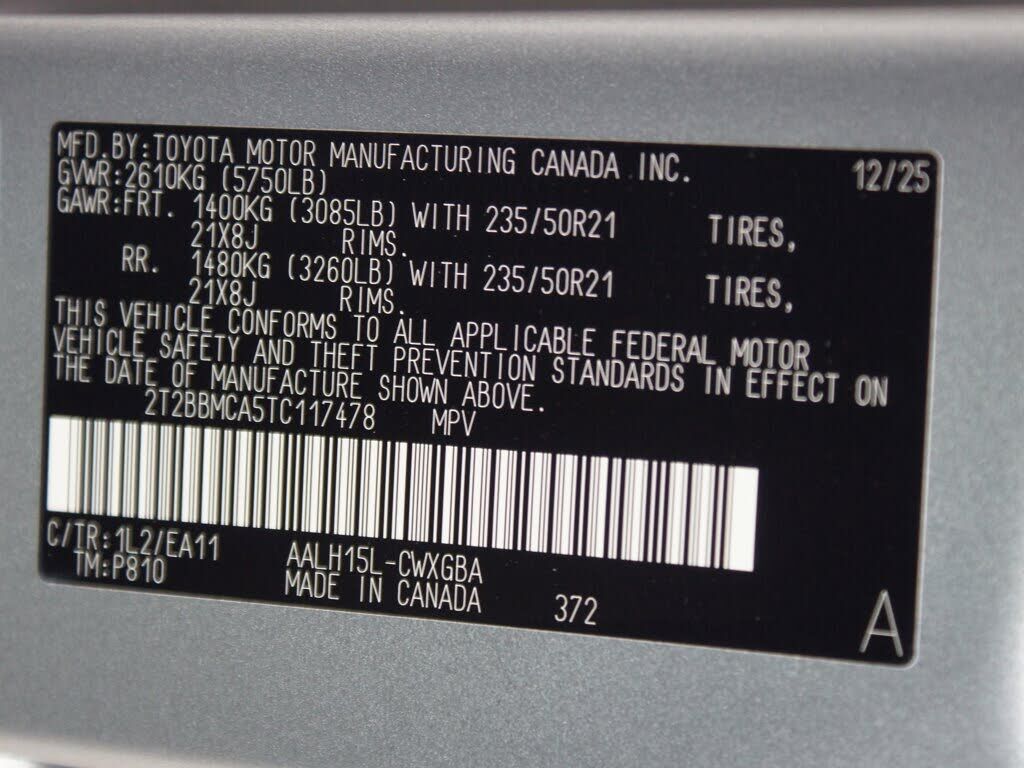 MFD.BY:TOYOTA MOTOR MANUFACTURING CANADA INC. 12/25
GVWR:2610KG (5750LB)
GAWR:FRT. 1400KG (3085LB) WITH 235/50R21 TIRES,
21X8J RIMS.
RR. 1480KG (3260LB) WITH 235/50R21 TIRES,
21X8J RIMS.
THIS VEHICLE CONFORMS TO ALL APPLICABLE FEDERAL MOTOR
VEHICLE SAFETY AND THEFT PREVENTION STANDARDS IN EFFECT ON
THE DATE OF MANUFACTURE SHOWN ABOVE.
2T2BBMCA5TC117478 MPV
C/TR:1L2/EA11 AALH15L-CWXGBA
TM:P810 MADE IN CANADA 372
A